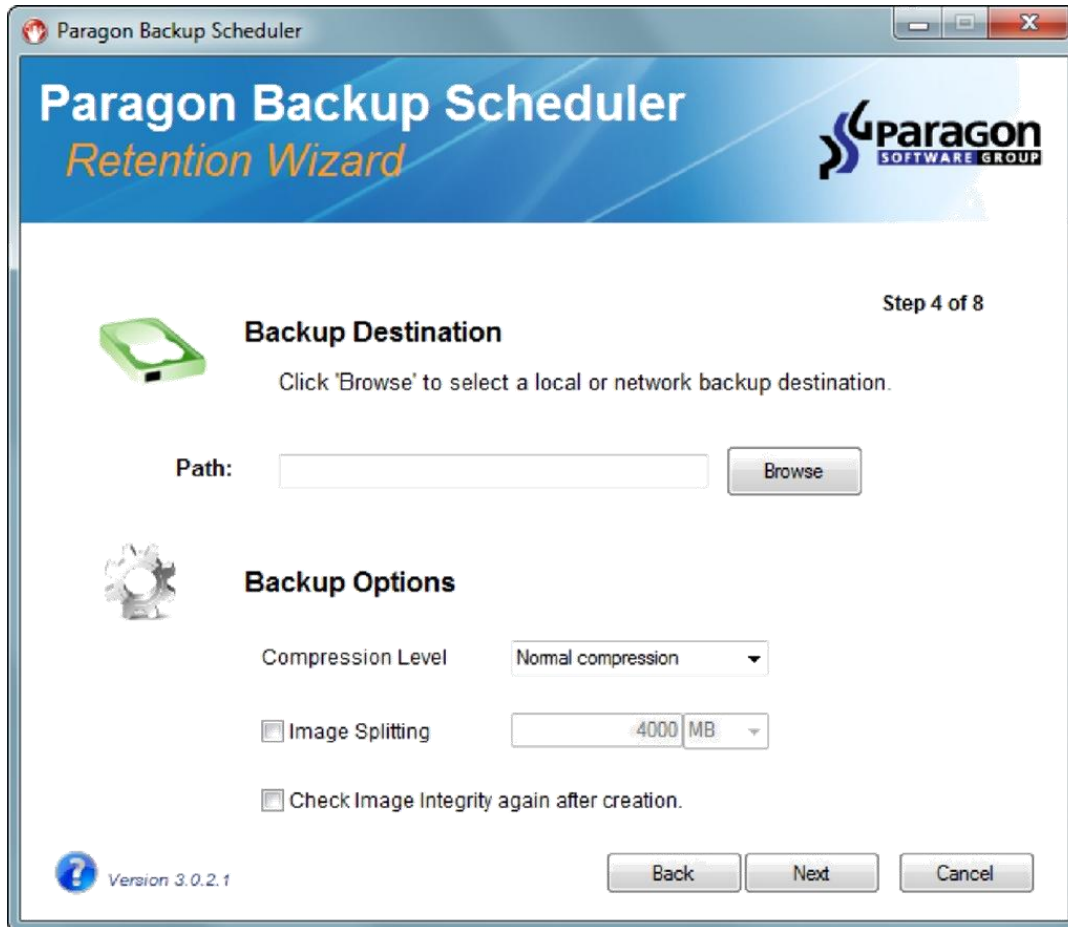 Paragon Backup Scheduler
Paragon Backup Scheduler
Retention Wizard
Paragon
SOFTWARE GROUP
Step 4 of 8
Backup Destination
Click 'Browse' to select a local or network backup destination.
Path:
Browse
Backup Options
Compression Level Normal compression
Image Splitting 4000 MB
Check Image Integrity again after creation.
? Version 3.0.2.1
Back Next Cancel